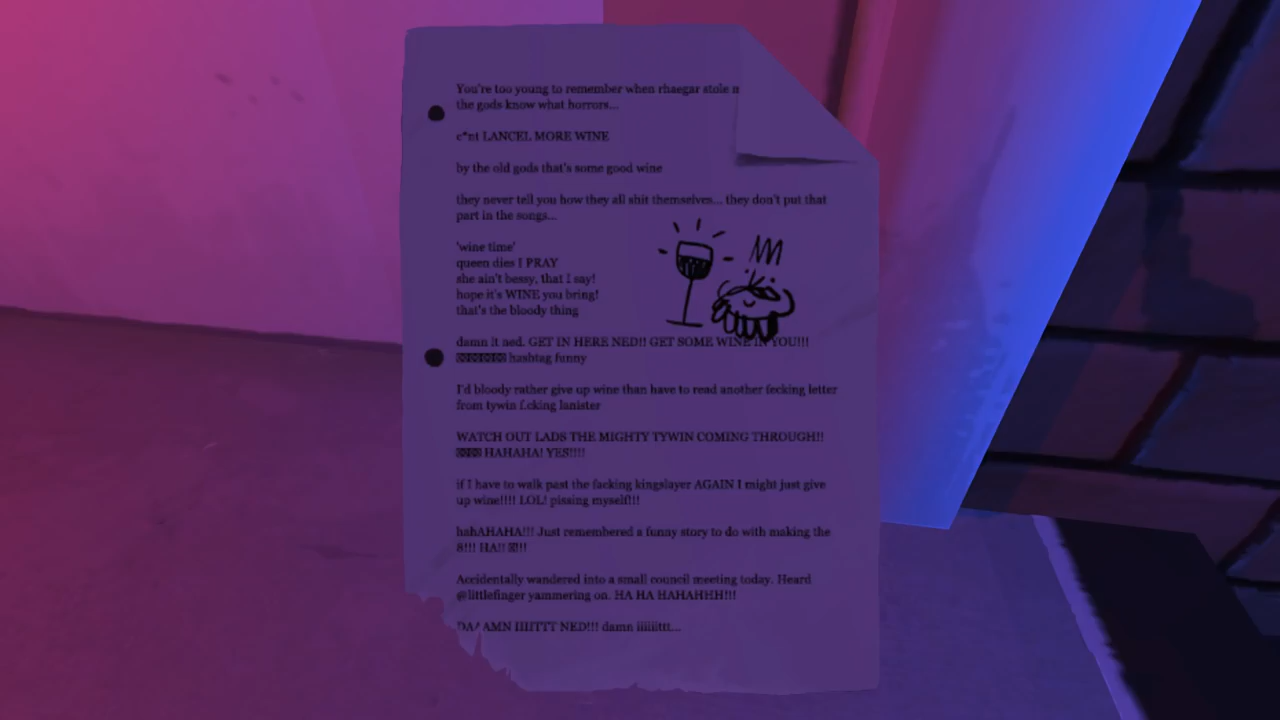 You're too young to remember when rhaegar stole m
the gods know what horrors...
c*nt LANCEL MORE WINE
by the old gods that's some good wine
they never tell you how they all shit themselves... they don't put that
part in the songs...
'wine time'
queen dies I PRAY
she ain't bessy, that I say!
hope it's WINE you bring!
that's the bloody thing
damn it ned. GET IN HERE NED!! GET SOME WINE IN YOU!!!
hashtag funny
I'd bloody rather give up wine than have to read another fecking letter
from tywin f.cking lanister
WATCH OUT LADS THE MIGHTY TYWIN COMING THROUGH!!
HAHAHA! YES!!!!
if I have to walk past the facking kingslayer AGAIN I might just give
up wine!!!! LOL! pissing myself!!!
hahAHAHA!!! Just remembered a funny story to do with making the
8!!! HA!! !!
Accidentally wandered into a small council meeting today. Heard
@littlefinger yammering on. HA HA HAHAHH!!!
DAAAMN IIIITTT NED!!! damn iiiiiittt...